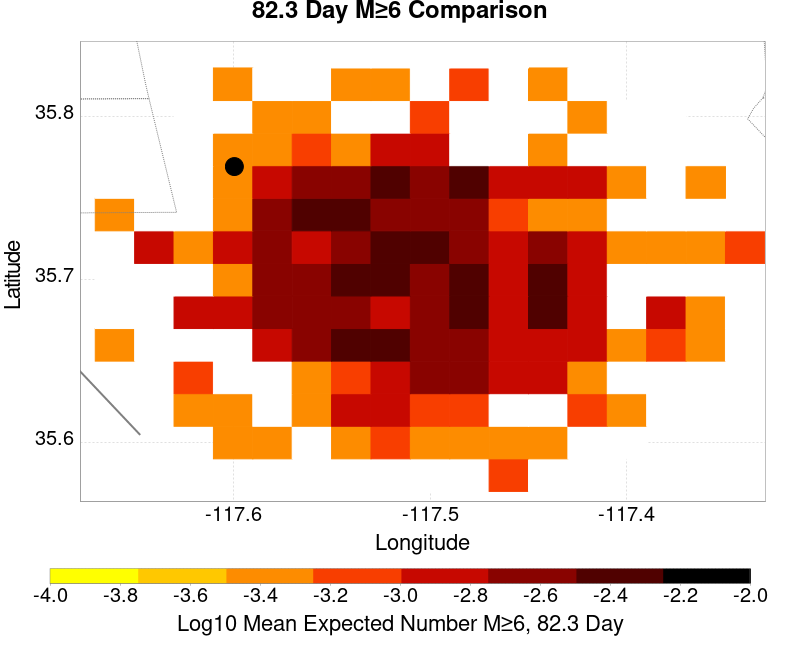 82.3 Day M≥6 Comparison
35.8
35.7
35.6
Latitude
-117.6 -117.5 -117.4
Longitude
-4.0 -3.8 -3.6 -3.4 -3.2 -3.0 -2.8 -2.6 -2.4 -2.2 -2.0
Log10 Mean Expected Number M≥6, 82.3 Day